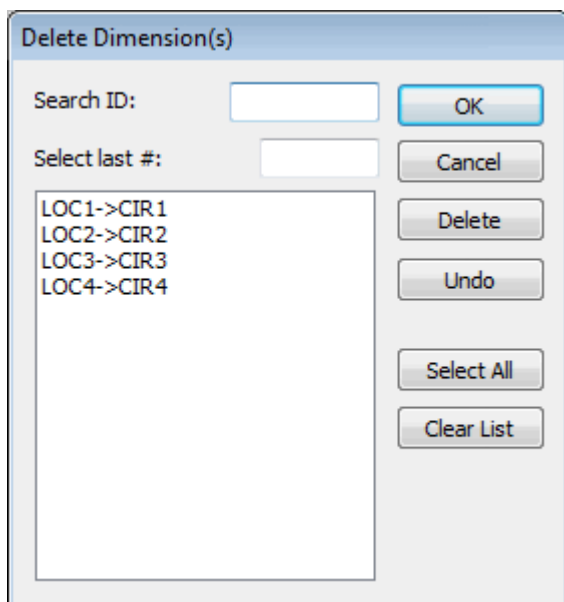 Delete Dimension(s)
Search ID:
OK
Select last #:
Cancel
LOC1->CIR1
LOC2->CIR2
LOC3->CIR3
LOC4->CIR4
Delete
Undo
Select All
Clear List